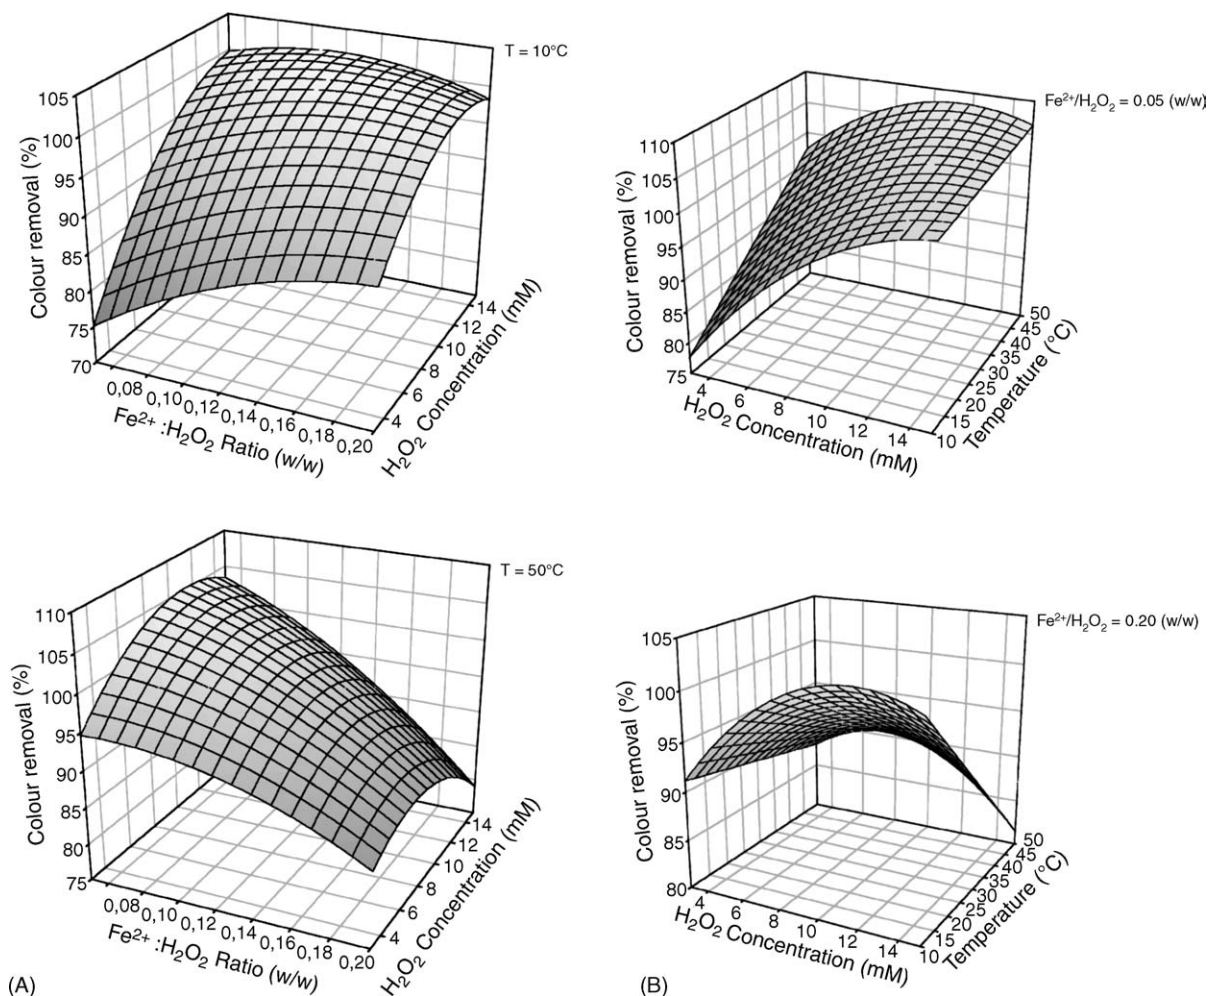 T = 10°C
Colour removal (%)
105
100
95
90
85
80
75
70
0,08 0,10 0,12 0,14 0,16 0,18 0,20
Fe²⁺ :H₂O₂ Ratio (w/w)
4 6 8 10 12 14
H₂O₂ Concentration (mM)
Fe²⁺/H₂O₂ = 0.05 (w/w)
Colour removal (%)
110
105
100
95
90
85
80
75
4 6 8 10 12 14
H₂O₂ Concentration (mM)
10 15 20 25 30 35 40 45 50
Temperature (°C)
T = 50°C
Colour removal (%)
110
105
100
95
90
85
80
75
0,08 0,10 0,12 0,14 0,16 0,18 0,20
Fe²⁺ :H₂O₂ Ratio (w/w)
4 6 8 10 12 14
H₂O₂ Concentration (mM)
(A)
Fe²⁺/H₂O₂ = 0.20 (w/w)
Colour removal (%)
105
100
95
90
85
80
4 6 8 10 12 14
H₂O₂ Concentration (mM)
10 15 20 25 30 35 40 45 50
Temperature (°C)
(B)